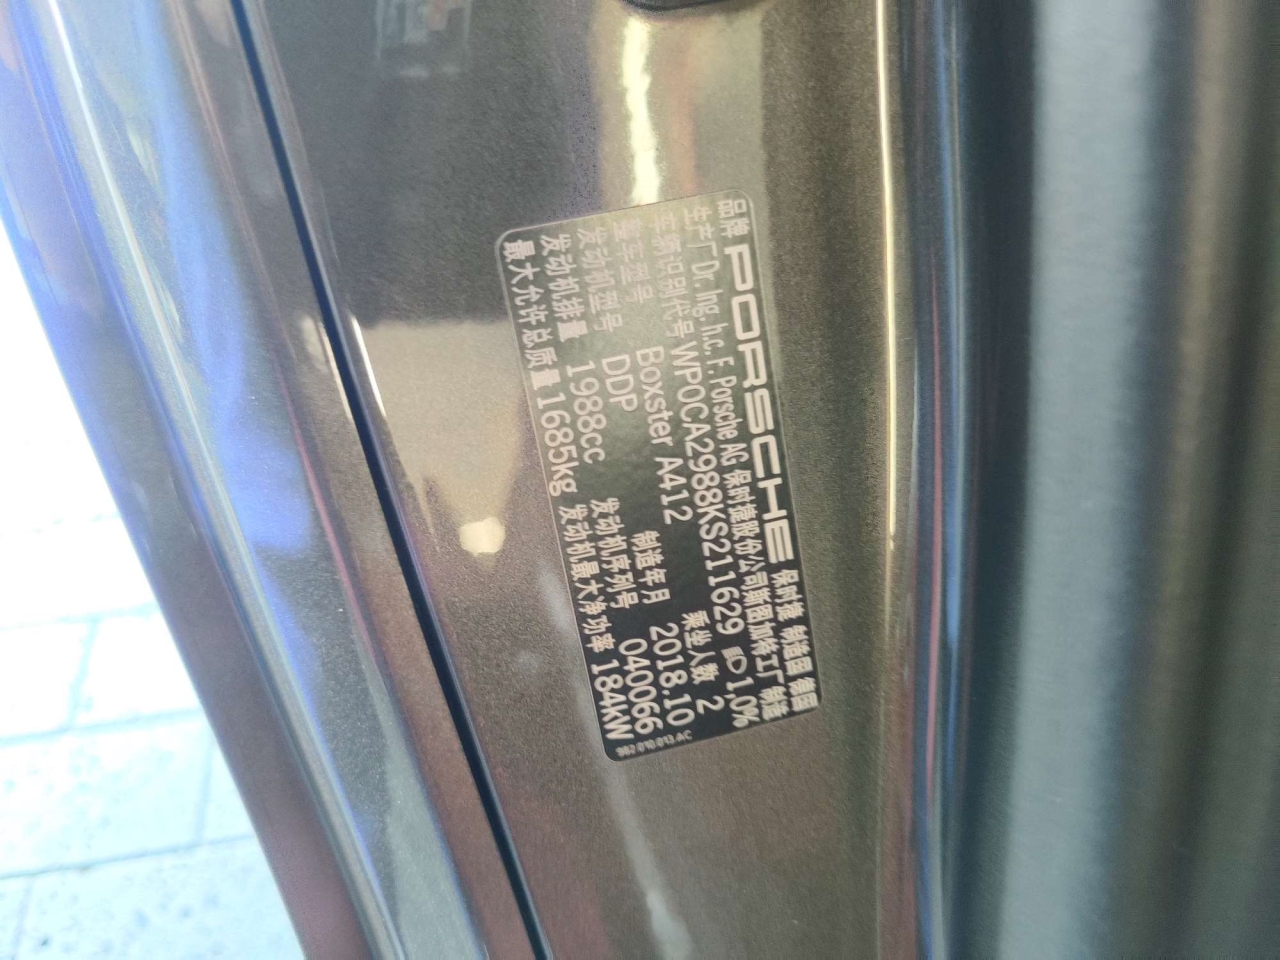 品牌 PORSCHE 保时捷 制造国 德国
生产厂 Dr. Ing. h.c. F. Porsche AG 保时捷股份公司斯图加特工厂 制造
车辆识别代号 WP0CA2988KS211629 1,0%
整车型号 Boxster A412 乘坐人数 2
发动机型号 DDP 制造年月 2018.10
发动机排量 1988cc 发动机序列号 040066
最大允许总质量 1685kg 发动机最大净功率 184kW
982.010.013.AC